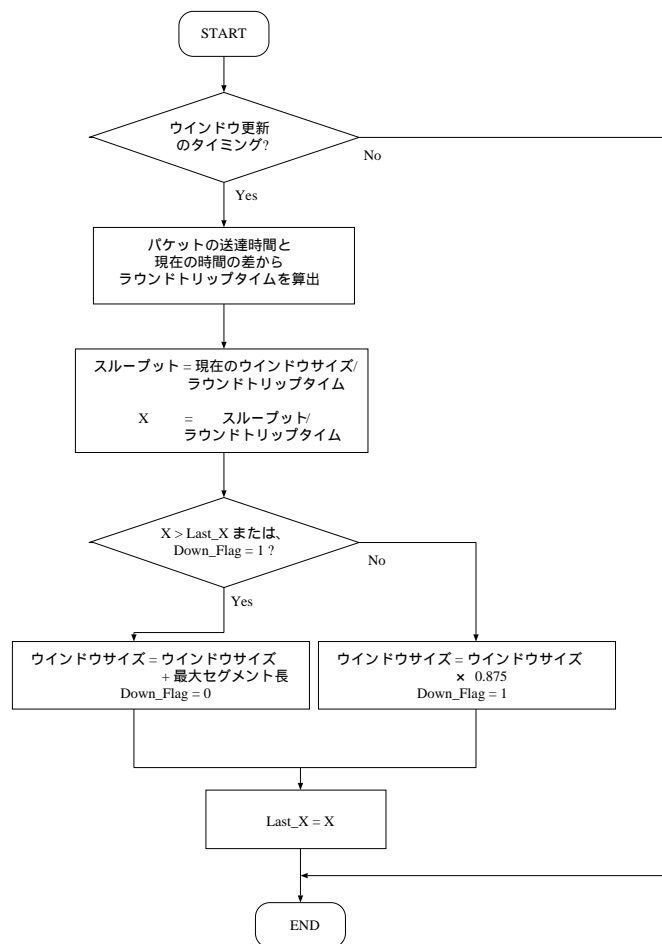 START
ウインドウ更新
のタイミング?
No
Yes
パケットの送達時間と
現在の時間の差から
ラウンドトリップタイムを算出
スループット = 現在のウインドウサイズ/
ラウンドトリップタイム
X = スループット/
ラウンドトリップタイム
X > Last_X または、
Down_Flag = 1 ?
No
Yes
ウインドウサイズ = ウインドウサイズ
+ 最大セグメント長
Down_Flag = 0
ウインドウサイズ = ウインドウサイズ
× 0.875
Down_Flag = 1
Last_X = X
END